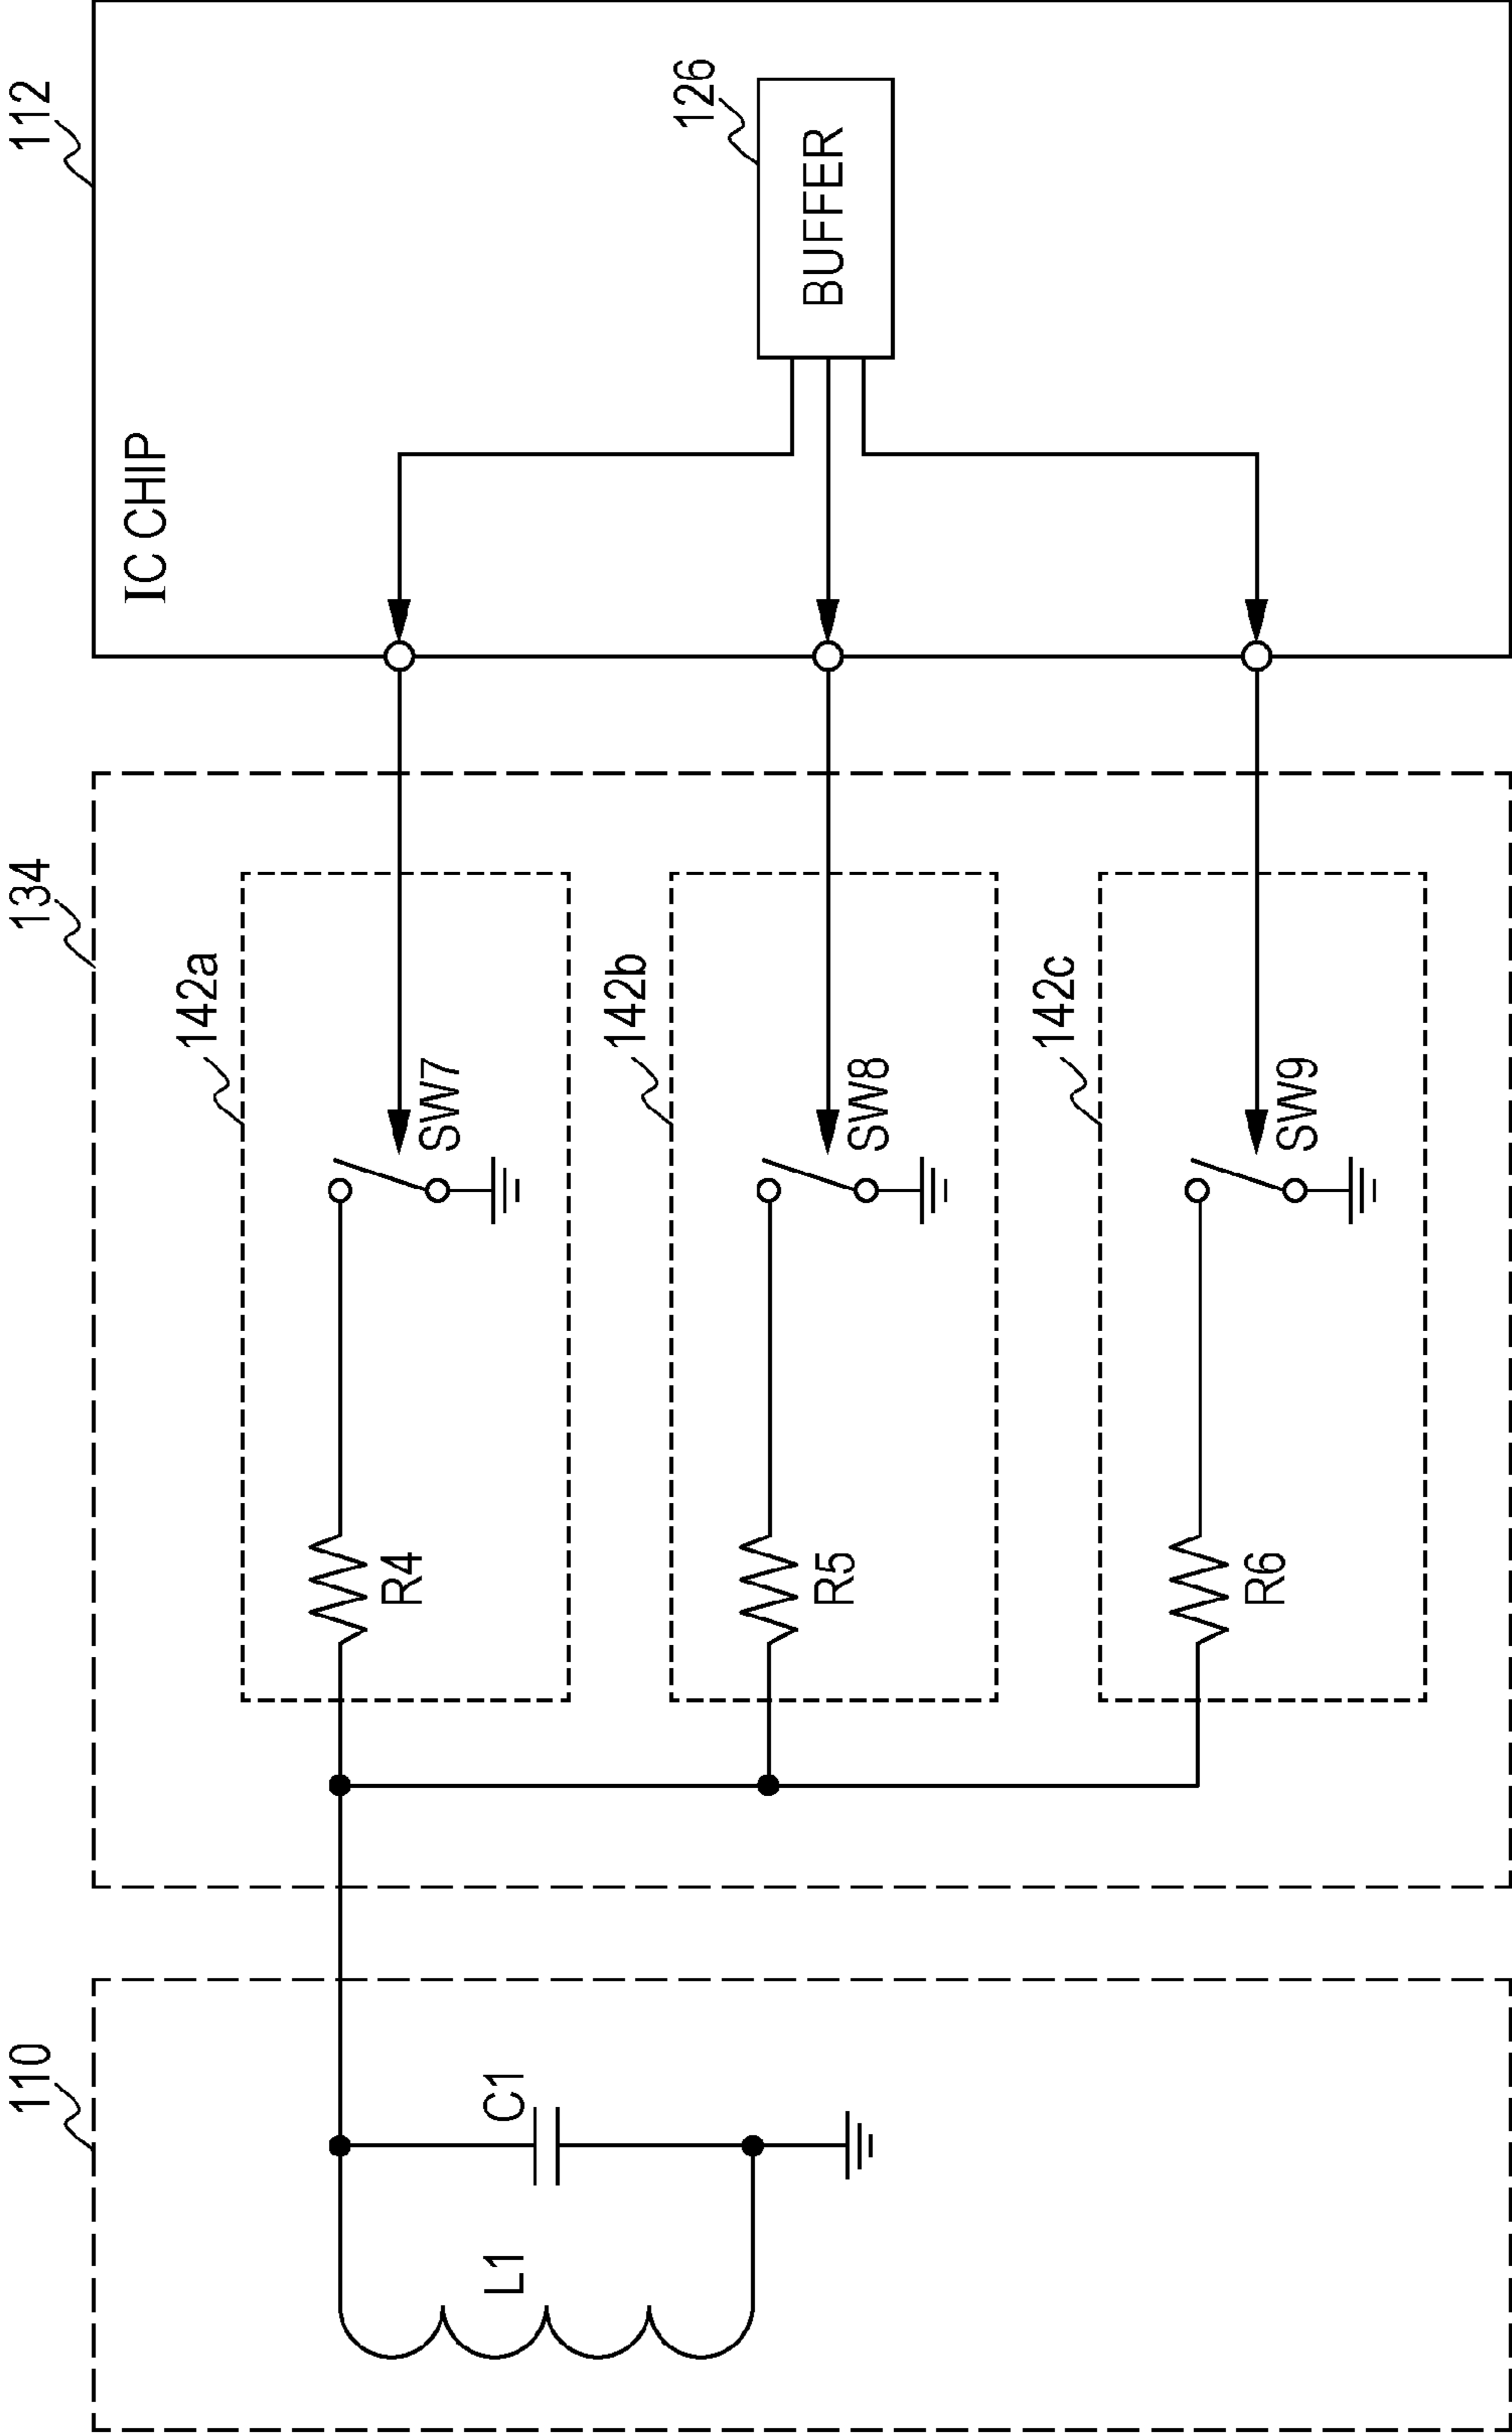 110
134
112
L1
C1
142a
R4
SW7
142b
R5
SW8
142c
R6
SW9
IC CHIP
126
BUFFER